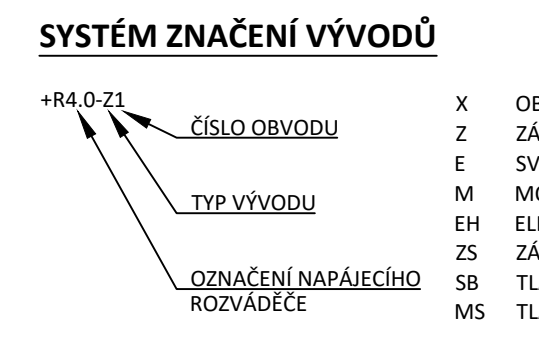 SYSTÉM ZNAČENÍ VÝVODŮ
+R4.0-Z1
ČÍSLO OBVODU
TYP VÝVODU
OZNAČENÍ NAPÁJECÍHO
ROZVÁDĚČE
X
Z
E
M
EH
ZS
SB
MS